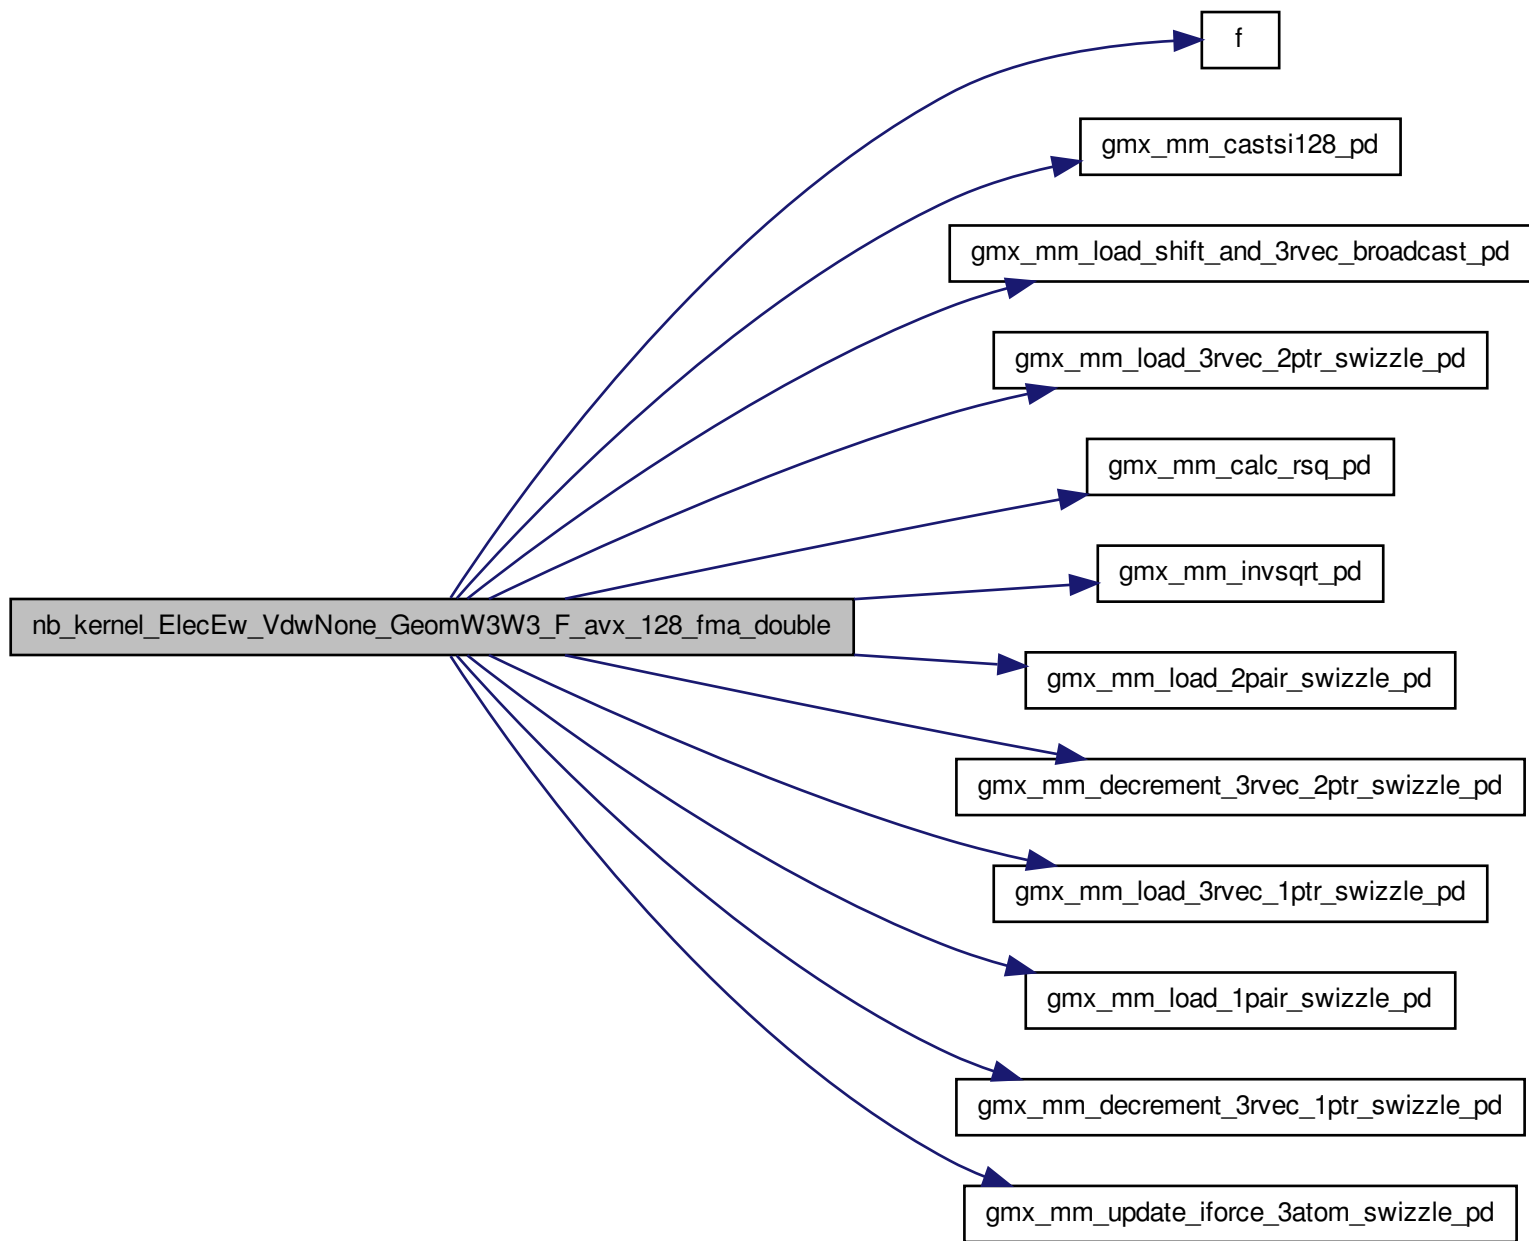 f
gmx_mm_castsi128_pd
gmx_mm_load_shift_and_3rvec_broadcast_pd
gmx_mm_load_3rvec_2ptr_swizzle_pd
gmx_mm_calc_rsq_pd
gmx_mm_invsqrt_pd
nb_kernel_ElecEw_VdwNone_GeomW3W3_F_avx_128_fma_double
gmx_mm_load_2pair_swizzle_pd
gmx_mm_decrement_3rvec_2ptr_swizzle_pd
gmx_mm_load_3rvec_1ptr_swizzle_pd
gmx_mm_load_1pair_swizzle_pd
gmx_mm_decrement_3rvec_1ptr_swizzle_pd
gmx_mm_update_iforce_3atom_swizzle_pd